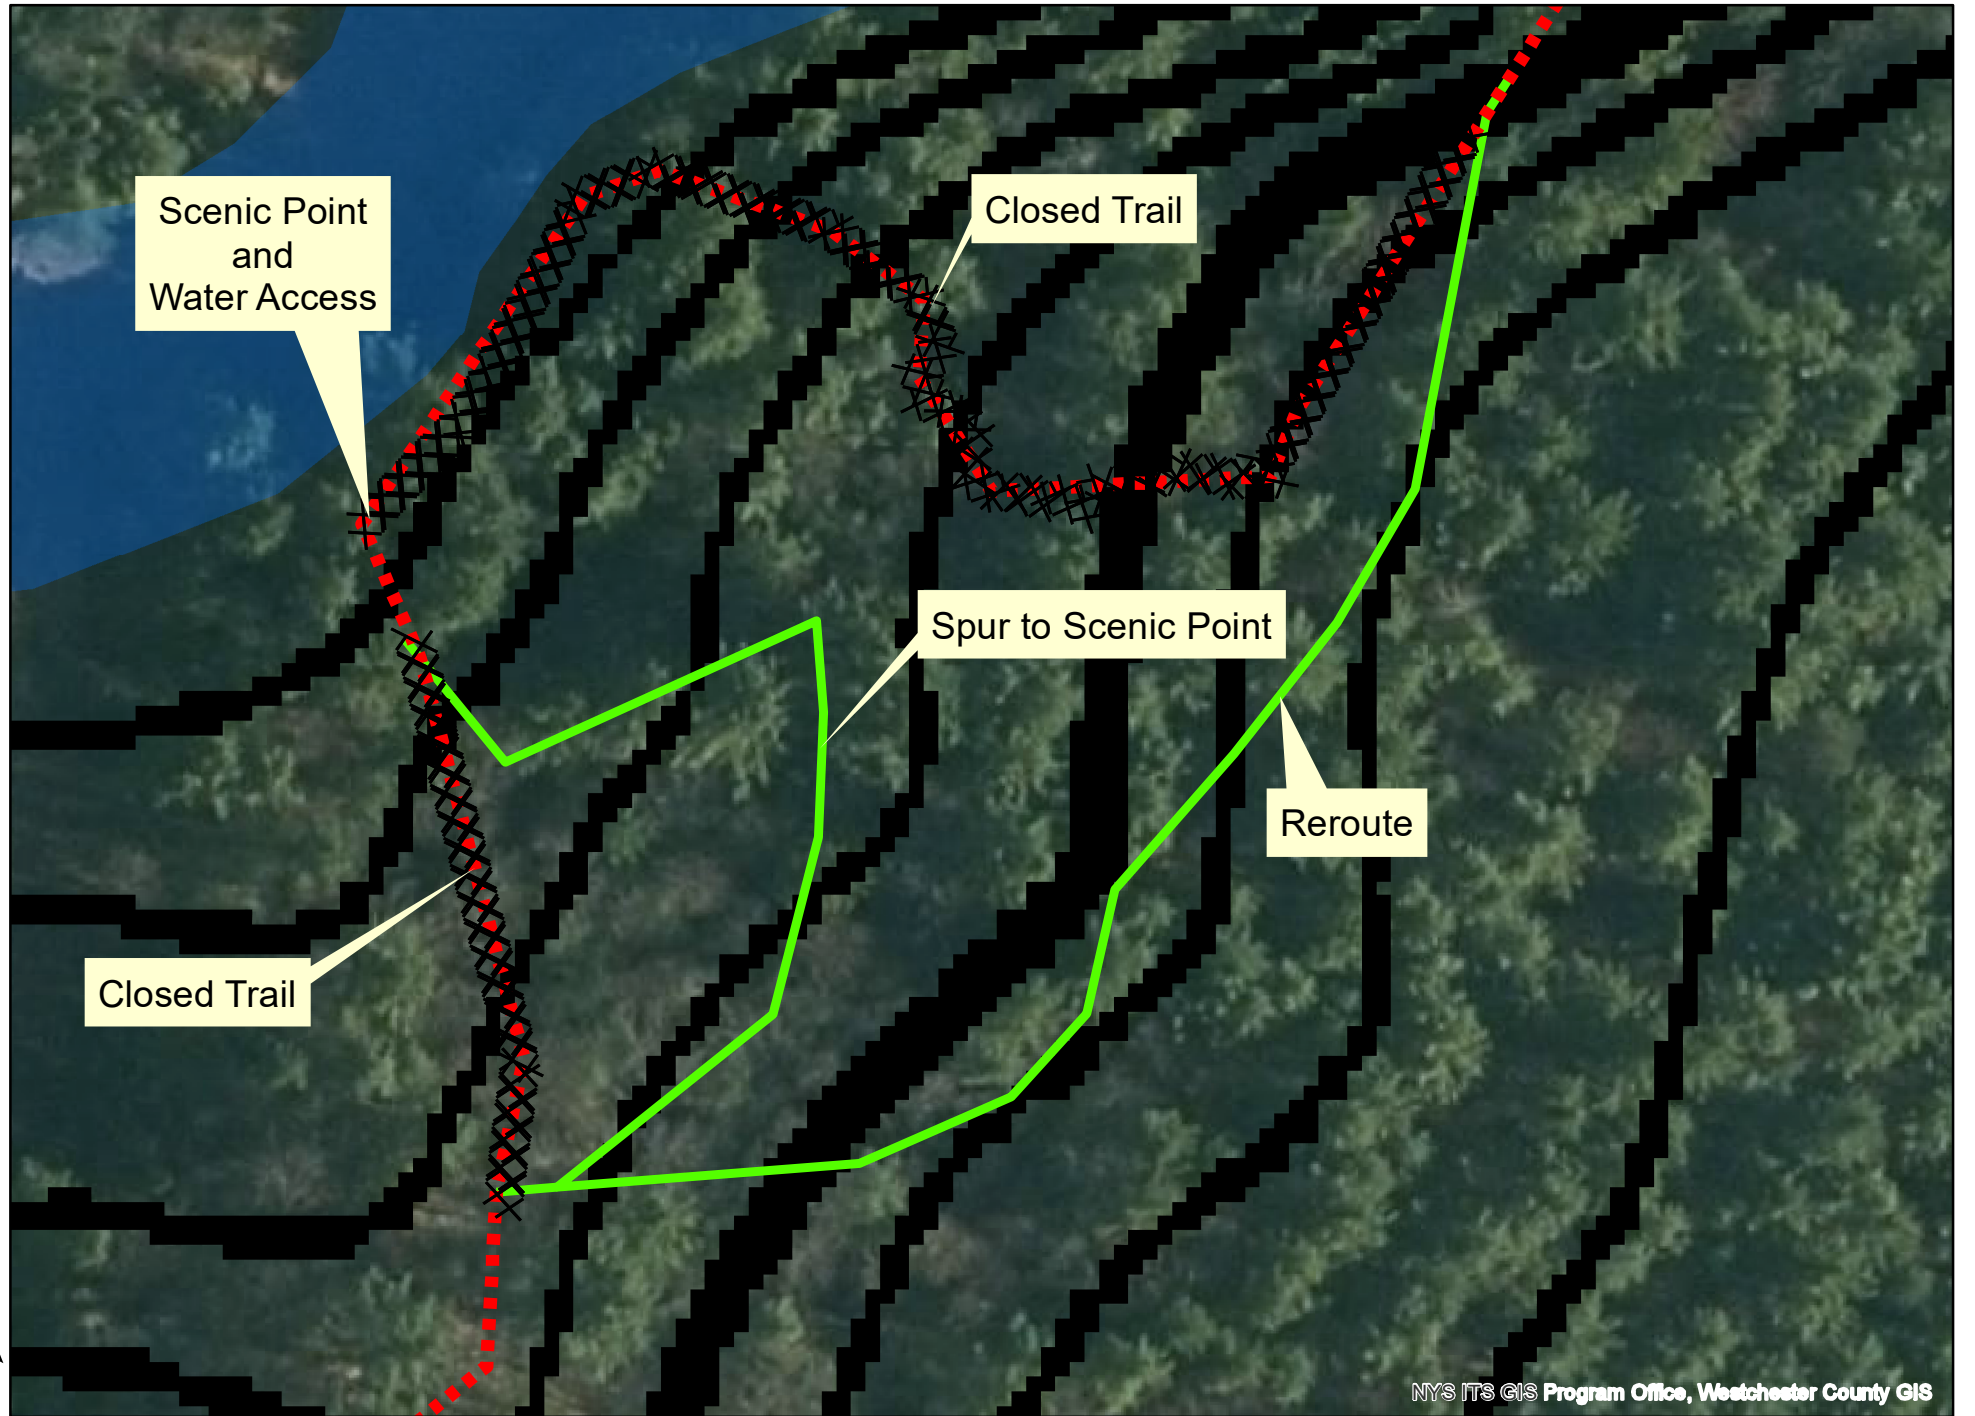 Scenic Point
and
Water Access
Closed Trail
Spur to Scenic Point
Reroute
Closed Trail
NYS ITS GIS Program Office, Westchester County GIS